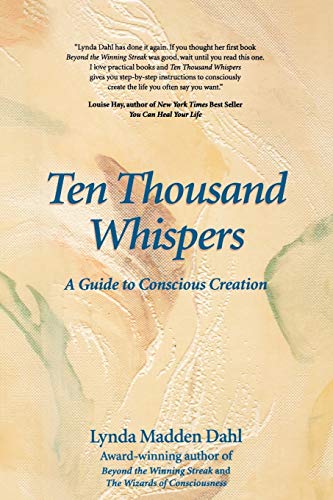 "Lynda Dahl has done it again. If you thought her first book
Beyond the Winning Streak was good, wait until you read this one.
I love practical books and Ten Thousand Whispers
gives you step-by-step instructions to consciously
create the life you often say you want."
Louise Hay, author of New York Times Best Seller
You Can Heal Your Life
Ten Thousand
Whispers
A Guide to Conscious Creation
Lynda Madden Dahl
Award-winning author of
Beyond the Winning Streak and
The Wizards of Consciousness